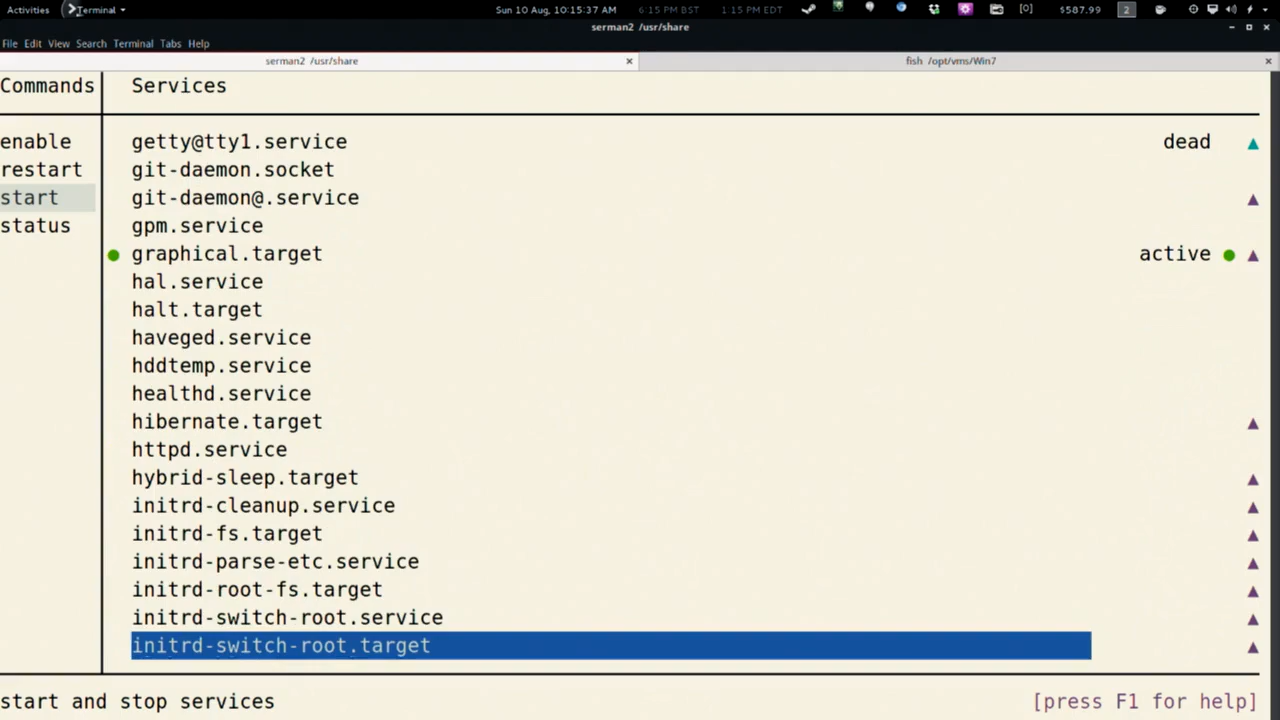 Activities Terminal Sun 10 Aug, 10:15:37 AM 6:15 PM BST 1:15 PM EDT [0] $587.99 2
serman2 /usr/share
File Edit View Search Terminal Tabs Help
serman2 /usr/share fish /opt/vms/Win7
Commands Services
enable getty@tty1.service dead
restart git-daemon.socket
start git-daemon@.service
status gpm.service
graphical.target active
hal.service
halt.target
haveged.service
hddtemp.service
healthd.service
hibernate.target
httpd.service
hybrid-sleep.target
initrd-cleanup.service
initrd-fs.target
initrd-parse-etc.service
initrd-root-fs.target
initrd-switch-root.service
initrd-switch-root.target
start and stop services [press F1 for help]